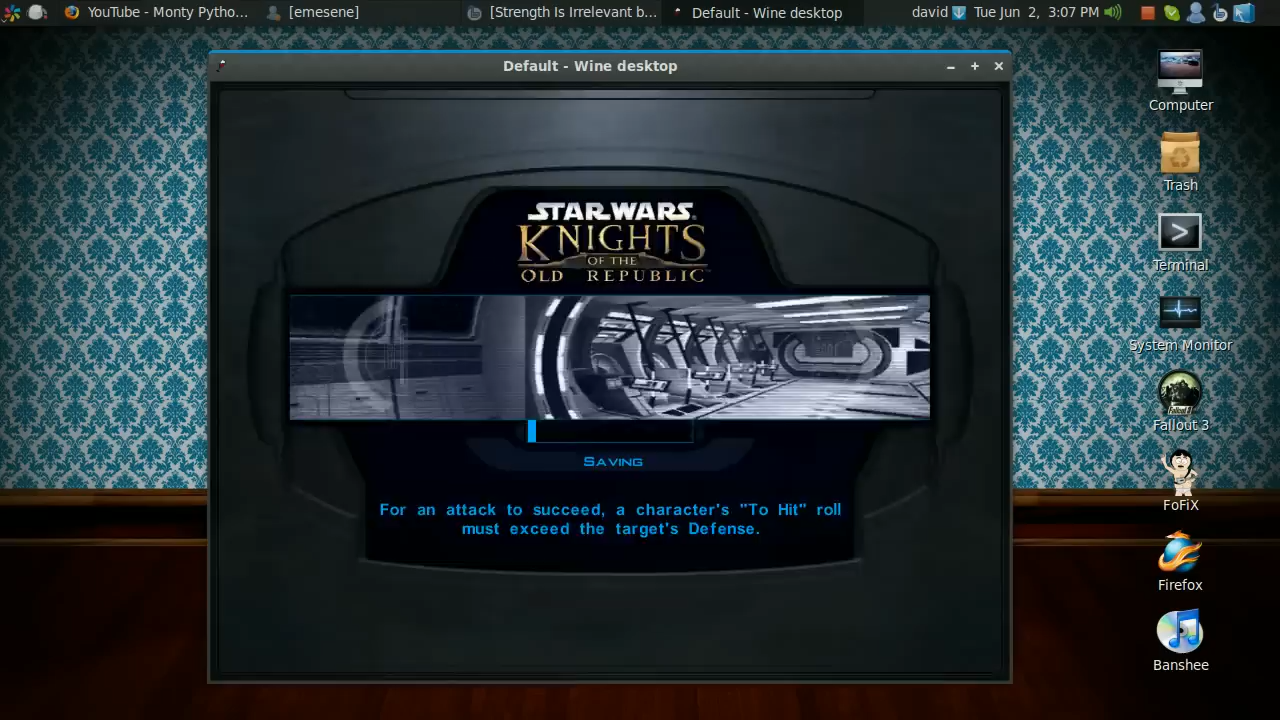 YouTube - Monty Pytho...
[emesene]
[Strength Is Irrelevant b...
Default - Wine desktop
david
Tue Jun 2, 3:07 PM
Default - Wine desktop
STAR WARS
KNIGHTS
OF THE
OLD REPUBLIC
SAVING
For an attack to succeed, a character's "To Hit" roll
must exceed the target's Defense.
Computer
Trash
Terminal
System Monitor
Fallout 3
FoFiX
Firefox
Banshee